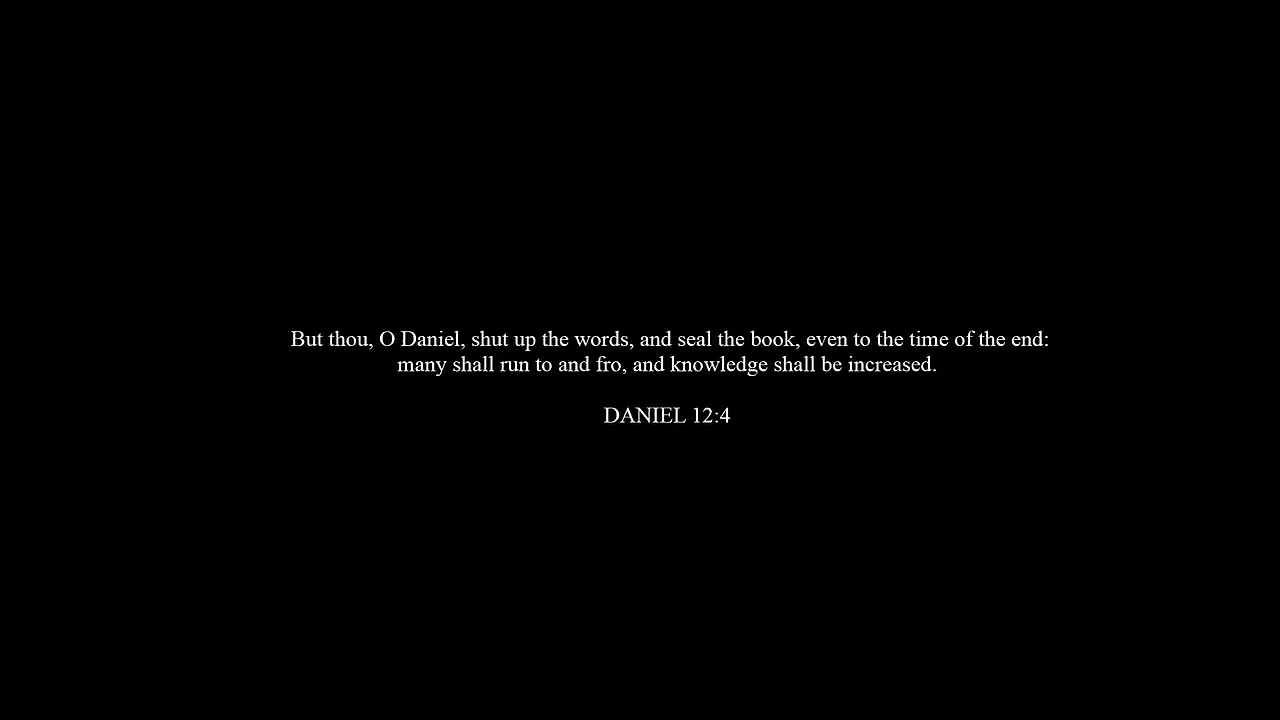 But thou, O Daniel, shut up the words, and seal the book, even to the time of the end:
many shall run to and fro, and knowledge shall be increased.
DANIEL 12:4